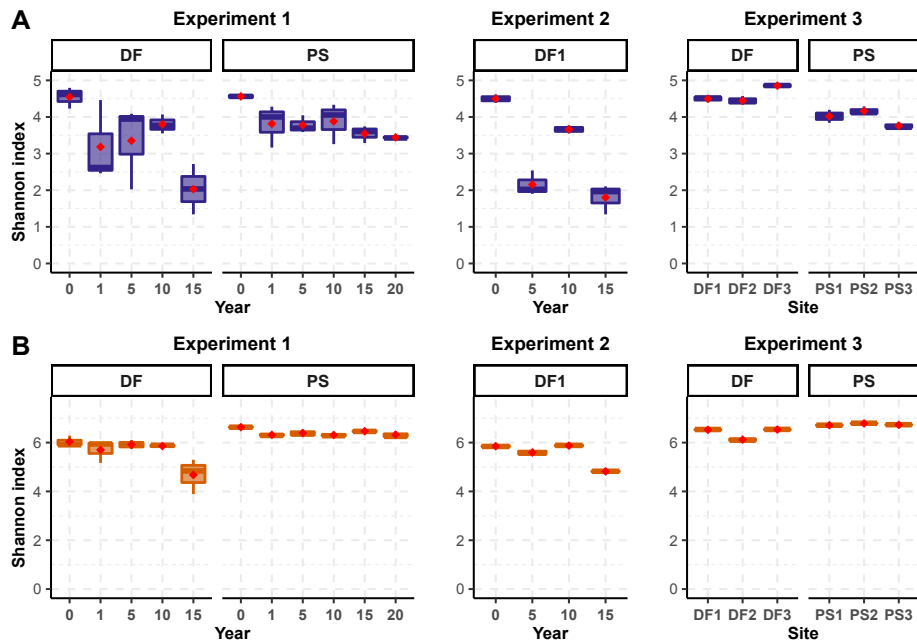 A
Experiment 1
Experiment 2
Experiment 3
DF
PS
DF1
DF
PS
Shannon index
5
4
3
2
1
0
0 1 5 10 15
0 1 5 10 15 20
0 5 10 15
DF1 DF2 DF3
PS1 PS2 PS3
Year
Year
Site
B
Experiment 1
Experiment 2
Experiment 3
DF
PS
DF1
DF
PS
Shannon index
6
4
2
0
0 1 5 10 15
0 1 5 10 15 20
0 5 10 15
DF1 DF2 DF3
PS1 PS2 PS3
Year
Year
Site